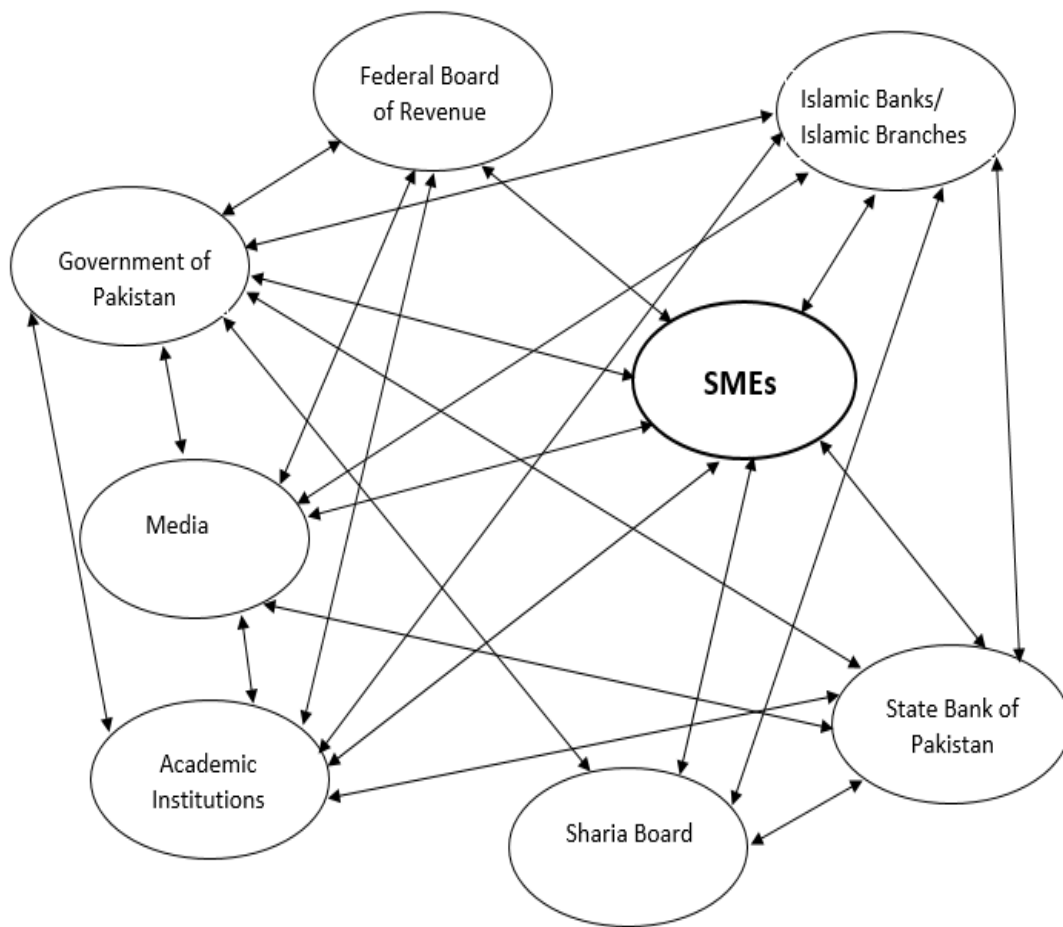 Federal Board
of Revenue
Islamic Banks/
Islamic Branches
Government of
Pakistan
SMEs
Media
State Bank of
Pakistan
Academic
Institutions
Sharia Board